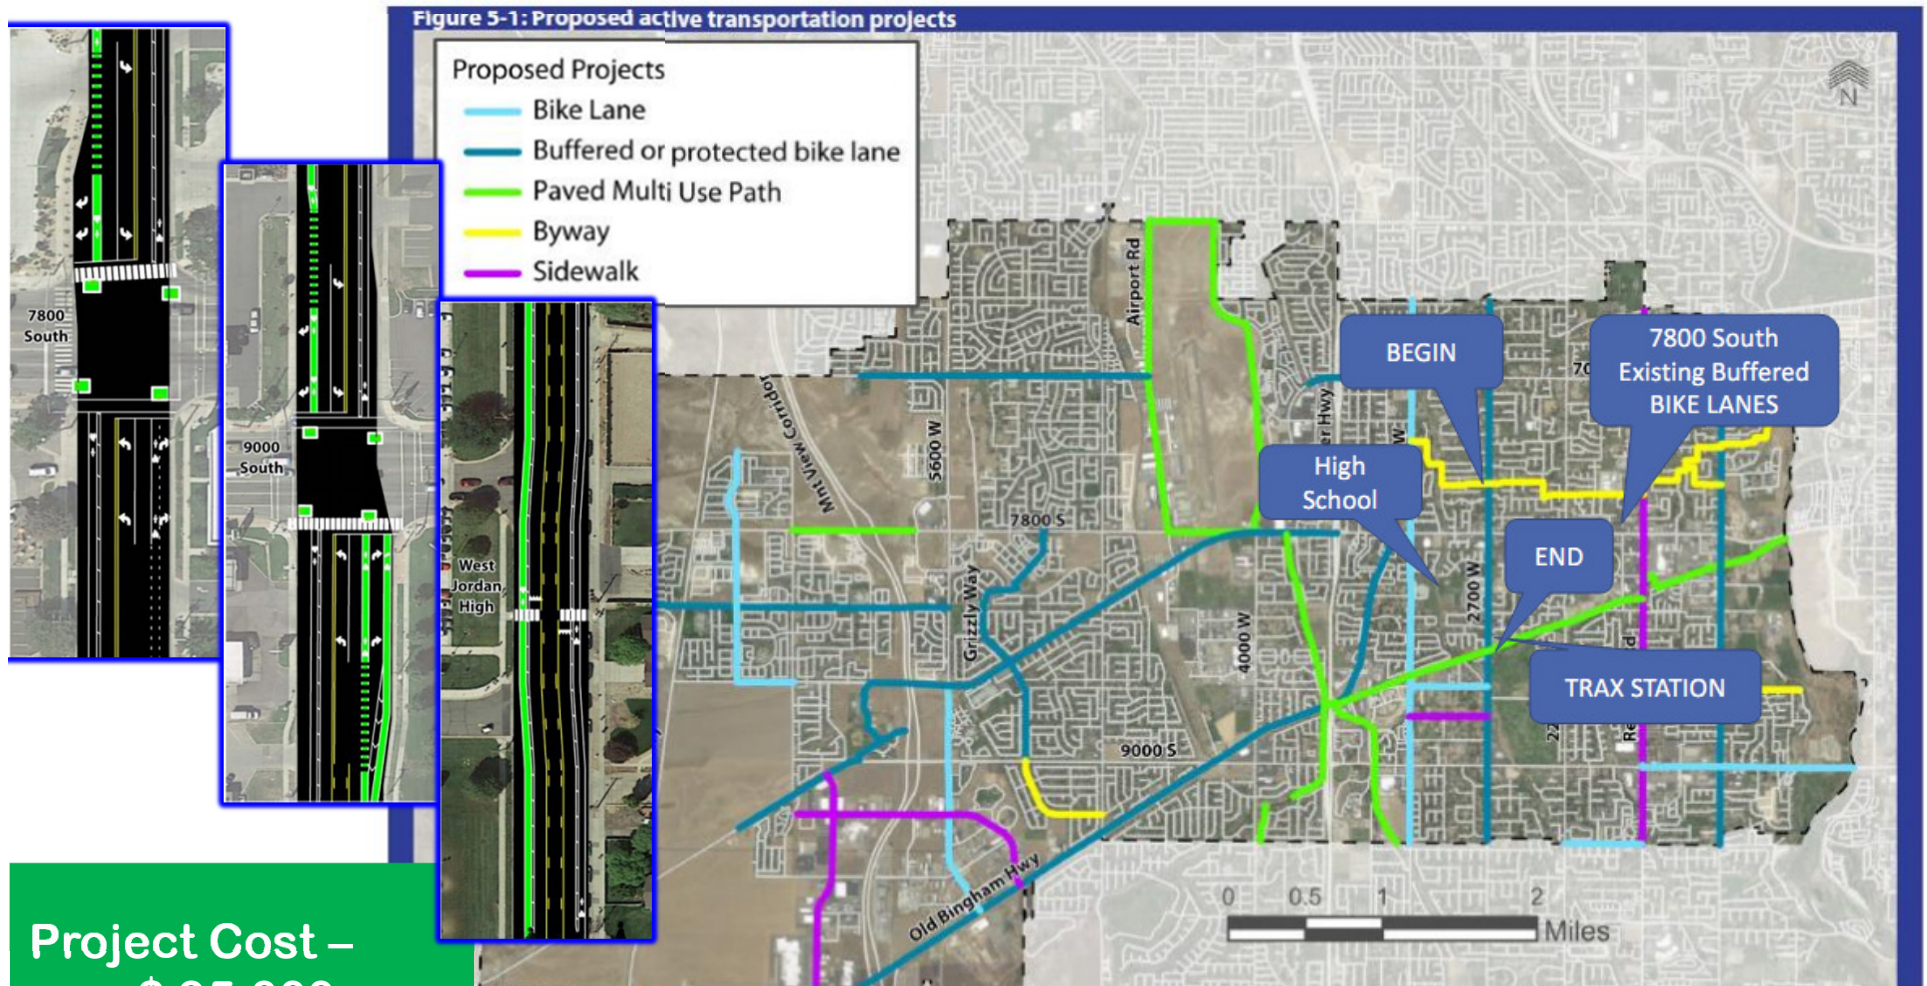 Figure 5-1: Proposed active transportation projects
Proposed Projects
Bike Lane
Buffered or protected bike lane
Paved Multi Use Path
Byway
Sidewalk
N
7800
South
9000
South
West
Jordan
High
Airport Rd
Mnt View Corridor
5600 W
7800 S
Grizzly Way
4000 W
9000 S
Old Bingham Hwy
2700 W
W
BEGIN
7800 South
Existing Buffered
BIKE LANES
High
School
END
TRAX STATION
0 0.5 1 2
Miles
Project Cost –